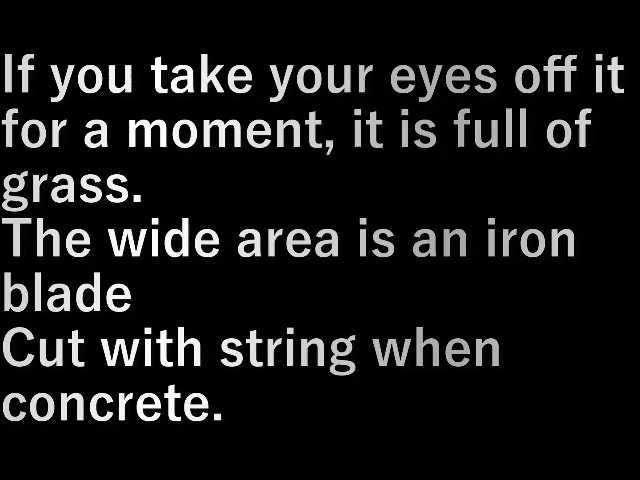 If you take your eyes off it
for a moment, it is full of
grass.
The wide area is an iron
blade
Cut with string when
concrete.